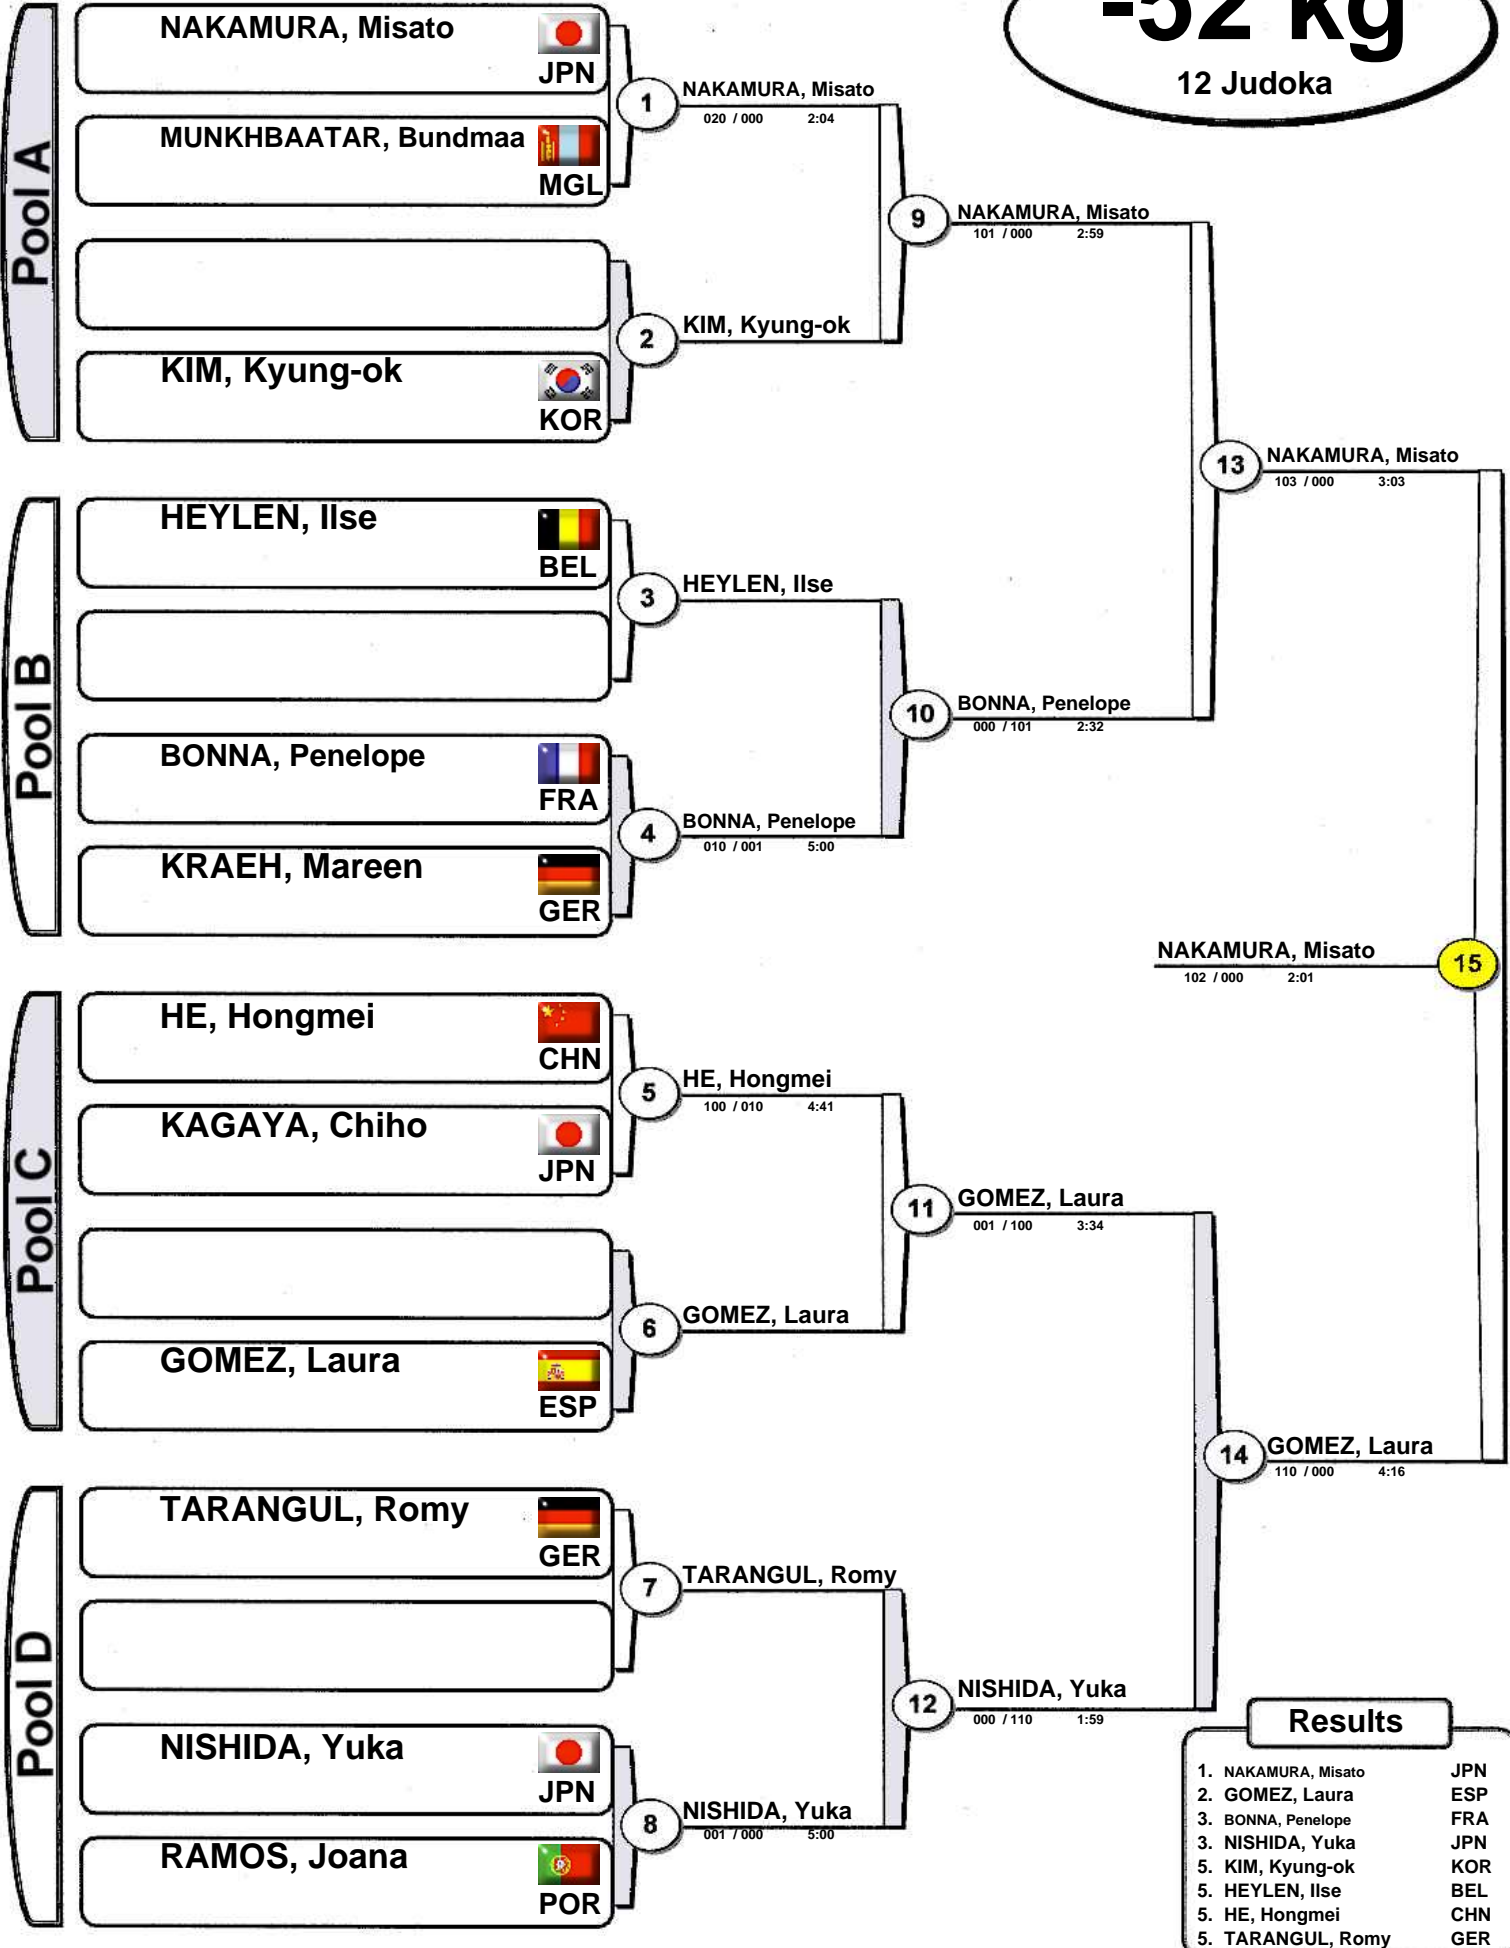 -52 kg
12 Judoka
Pool A
NAKAMURA, Misato
JPN
MUNKHBAATAR, Bundmaa
MGL
KIM, Kyung-ok
KOR
1
NAKAMURA, Misato
020 / 000 2:04
2
KIM, Kyung-ok
9
NAKAMURA, Misato
101 / 000 2:59
Pool B
HEYLEN, Ilse
BEL
BONNA, Penelope
FRA
KRAEH, Mareen
GER
3
HEYLEN, Ilse
4
BONNA, Penelope
010 / 001 5:00
10
BONNA, Penelope
000 / 101 2:32
13
NAKAMURA, Misato
103 / 000 3:03
NAKAMURA, Misato
102 / 000 2:01
15
Pool C
HE, Hongmei
CHN
KAGAYA, Chiho
JPN
GOMEZ, Laura
ESP
5
HE, Hongmei
100 / 010 4:41
6
GOMEZ, Laura
11
GOMEZ, Laura
001 / 100 3:34
Pool D
TARANGUL, Romy
GER
NISHIDA, Yuka
JPN
RAMOS, Joana
POR
7
TARANGUL, Romy
8
NISHIDA, Yuka
001 / 000 5:00
12
NISHIDA, Yuka
000 / 110 1:59
14
GOMEZ, Laura
110 / 000 4:16
Results
1. NAKAMURA, Misato JPN
2. GOMEZ, Laura ESP
3. BONNA, Penelope FRA
3. NISHIDA, Yuka JPN
5. KIM, Kyung-ok KOR
5. HEYLEN, Ilse BEL
5. HE, Hongmei CHN
5. TARANGUL, Romy GER